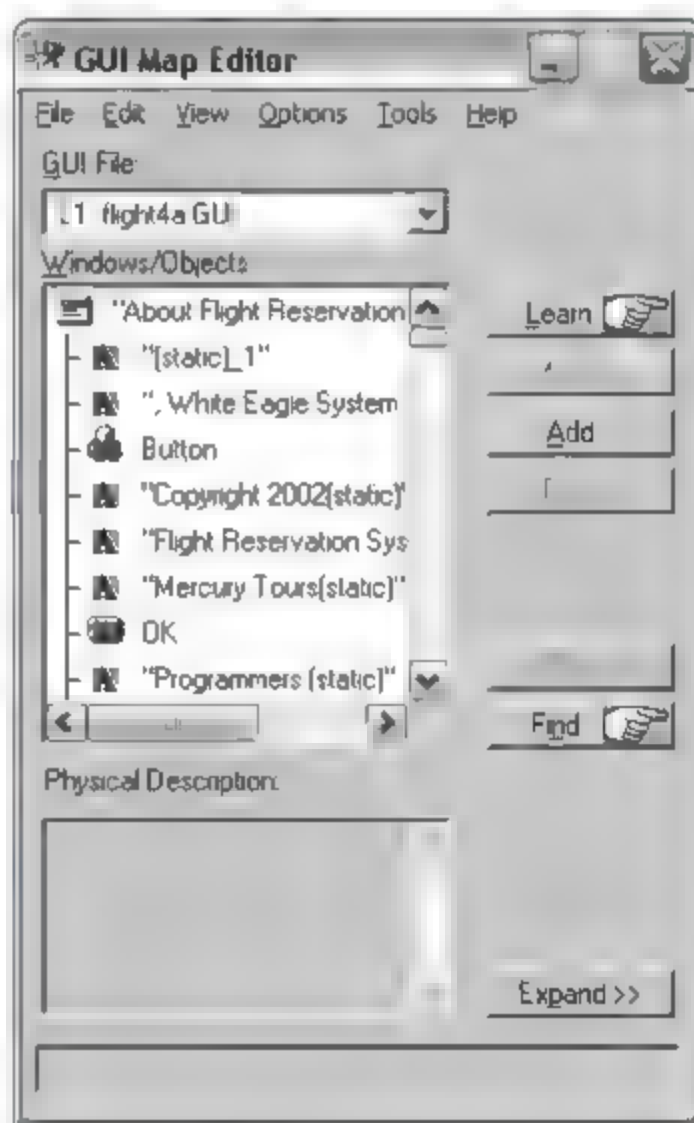 GUI Map Editor
File Edit View Options Tools Help
GUI File
flight4a GUI
Windows/Objects
"About Flight Reservation
"(static)_1"
", White Eagle System
Button
"Copyright 2002(static)"
"Flight Reservation Sys
"Mercury Tours(static)"
OK
"Programmers (static)"
Learn
Add
Find
Physical Description:
Expand >>